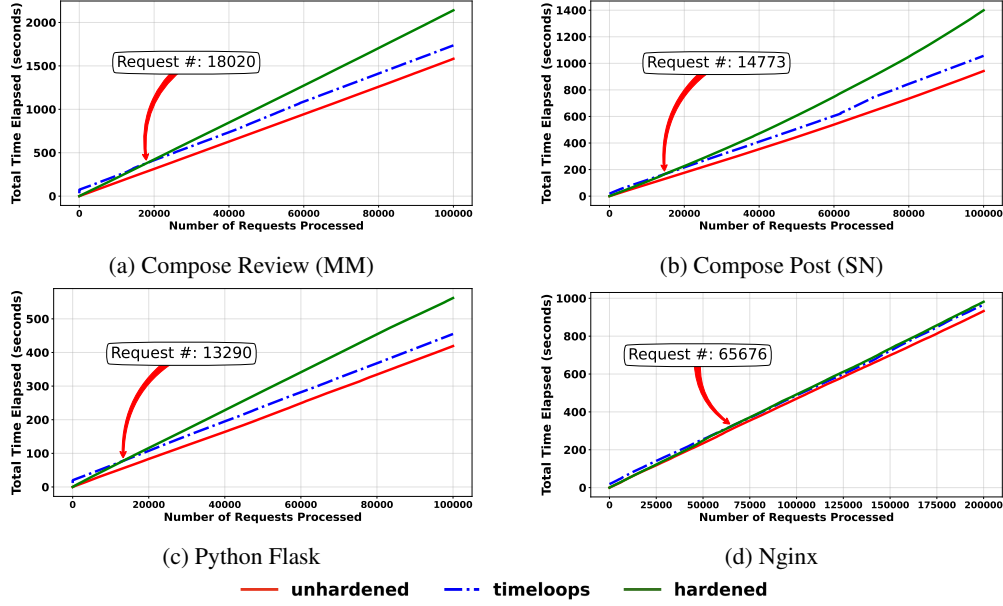 2000
1500
1000
500
0
Total Time Elapsed (seconds)
Request #: 18020
0 20000 40000 60000 80000 100000
Number of Requests Processed
(a) Compose Review (MM)
1400
1200
1000
800
600
400
200
0
Total Time Elapsed (seconds)
Request #: 14773
0 20000 40000 60000 80000 100000
Number of Requests Processed
(b) Compose Post (SN)
500
400
300
200
100
0
Total Time Elapsed (seconds)
Request #: 13290
0 20000 40000 60000 80000 100000
Number of Requests Processed
(c) Python Flask
1000
800
600
400
200
0
Total Time Elapsed (seconds)
Request #: 65676
0 25000 50000 75000 100000 125000 150000 175000 200000
Number of Requests Processed
(d) Nginx
unhardened timeloops hardened